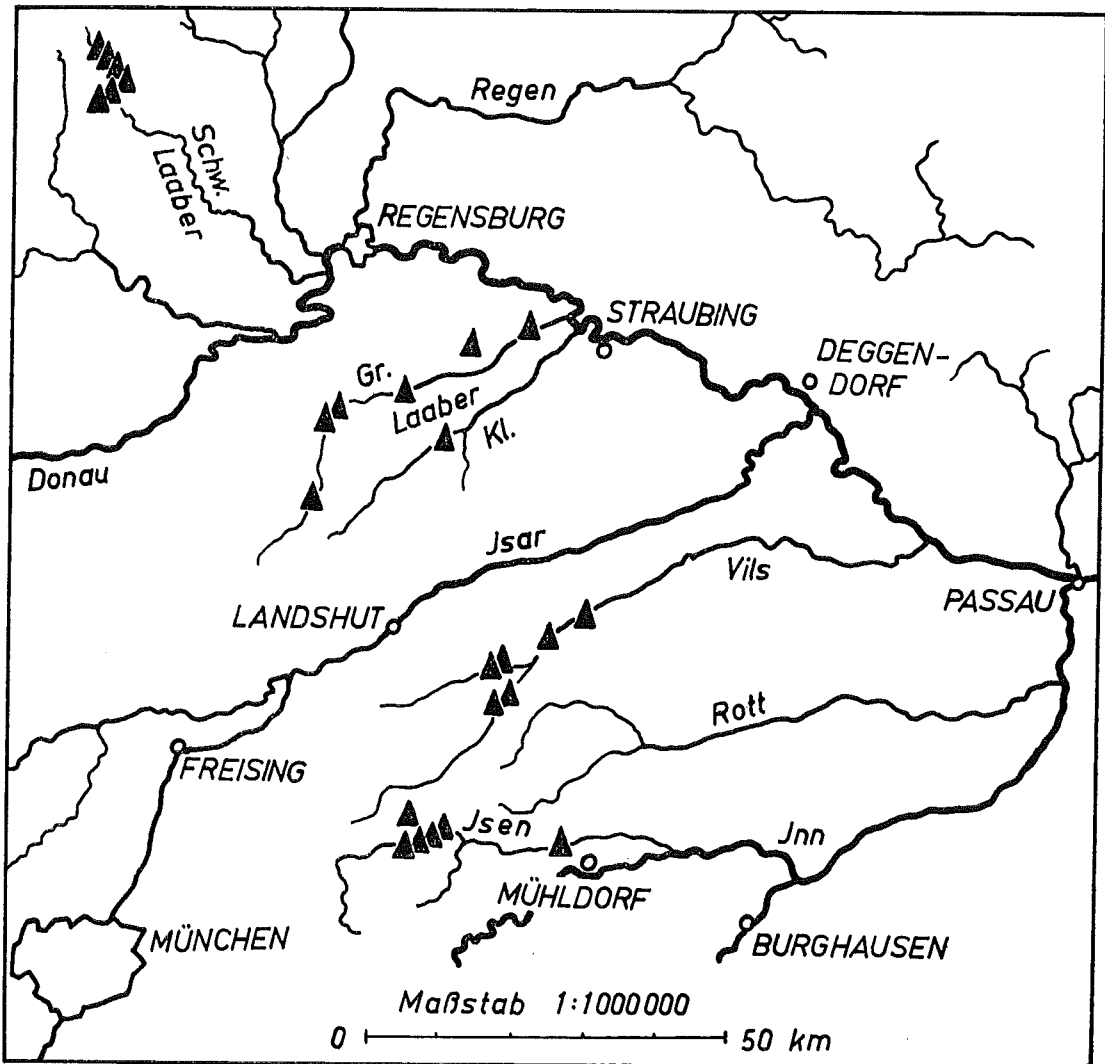 Regen
Schw.
Laaber
REGENSBURG
STRAUBING
DEGGEN-
DORF
Gr.
Laaber
Kl.
Donau
Jsar
Vils
PASSAU
LANDSHUT
Rott
FREISING
Jsen
Jnn
MÜHLDORF
MÜNCHEN
BURGHAUSEN
Maßstab 1:1000000
0 50 km